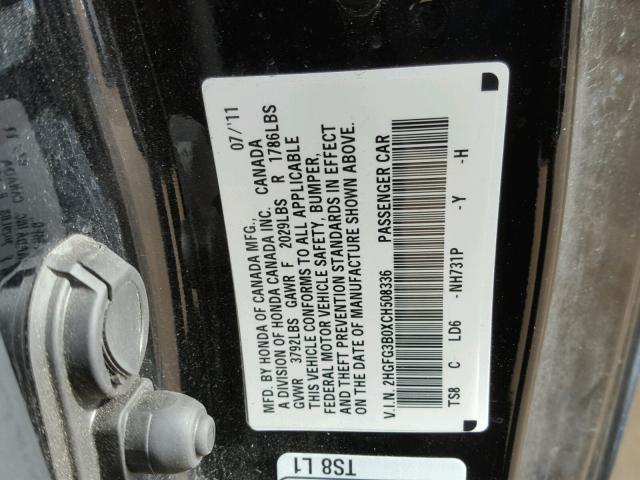 07/'11
MFD. BY HONDA OF CANADA MFG.,
A DIVISION OF HONDA CANADA INC. CANADA
GVWR 3792LBS GAWR F 2029LBS R 1786LBS
THIS VEHICLE CONFORMS TO ALL APPLICABLE
FEDERAL MOTOR VEHICLE SAFETY, BUMPER,
AND THEFT PREVENTION STANDARDS IN EFFECT
ON THE DATE OF MANUFACTURE SHOWN ABOVE.
V.I.N. 2HGFG3B0XCH508336 PASSENGER CAR
TS8 C LD6 -NH731P -Y -H
TS8 L1